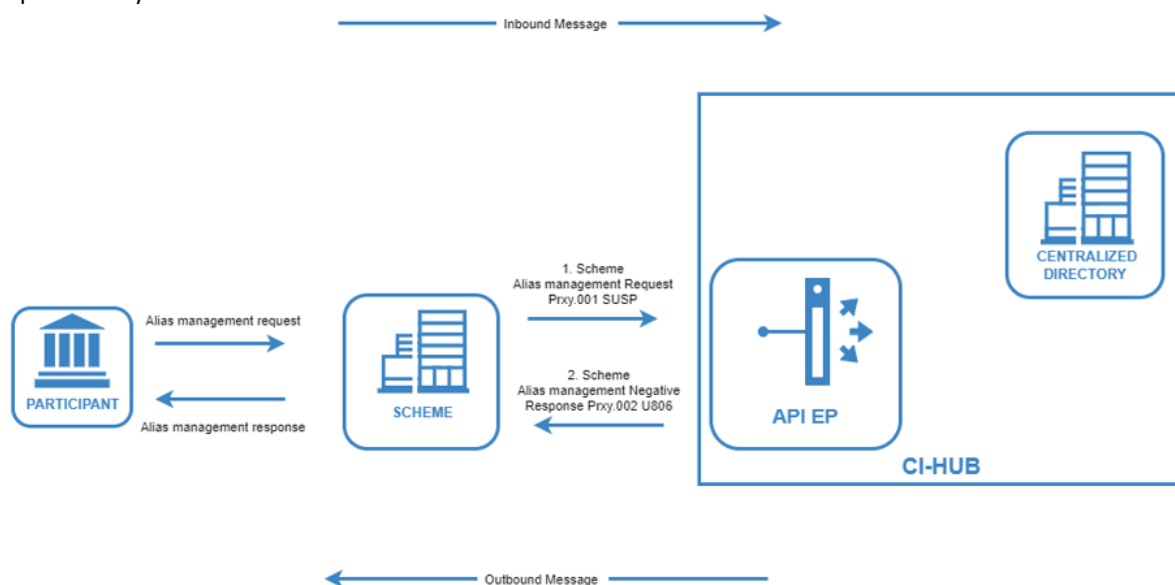 Inbound Message
CENTRALIZED
DIRECTORY
1. Scheme
Alias management Request
Prxy.001 SUSP
Alias management request
2. Scheme
Alias management Negative
Response Prxy.002 U806
PARTICIPANT
SCHEME
API EP
Alias management response
CI-HUB
Outbound Message